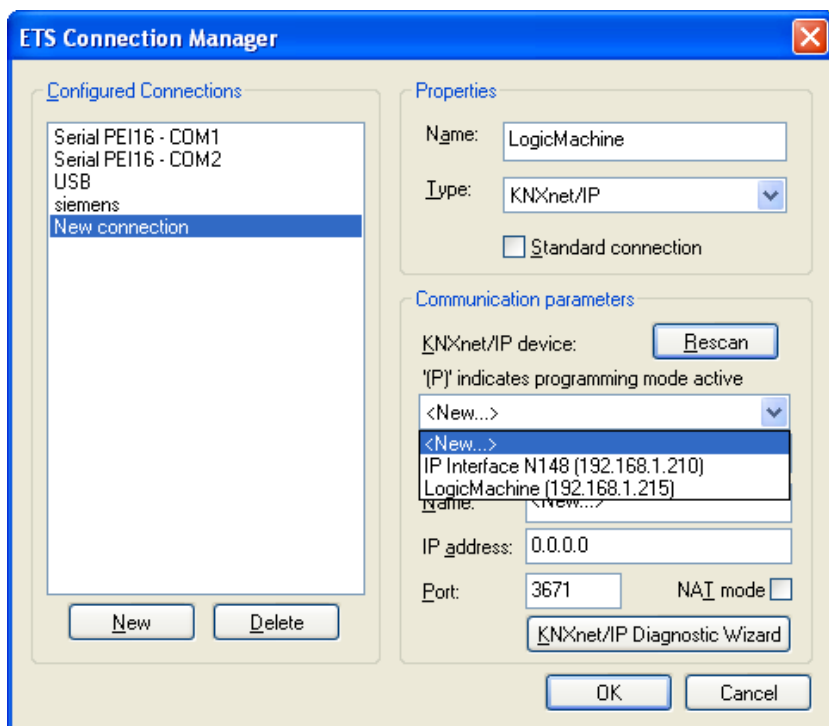 ETS Connection Manager
Configured Connections
Serial PEI16 - COM1
Serial PEI16 - COM2
USB
siemens
New connection
New
Delete
Properties
Name: LogicMachine
Type: KNXnet/IP
Standard connection
Communication parameters
KNXnet/IP device: Rescan
'(P)' indicates programming mode active
<New...>
<New...>
IP Interface N148 (192.168.1.210)
LogicMachine (192.168.1.215)
Name: <New...>
IP address: 0.0.0.0
Port: 3671 NAT mode
KNXnet/IP Diagnostic Wizard
OK Cancel